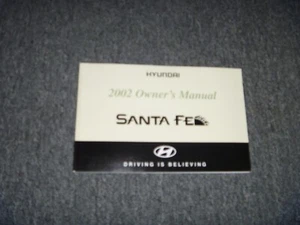 HYUNDAI
2002 Owner's Manual
SANTA FE
DRIVING IS BELIEVING